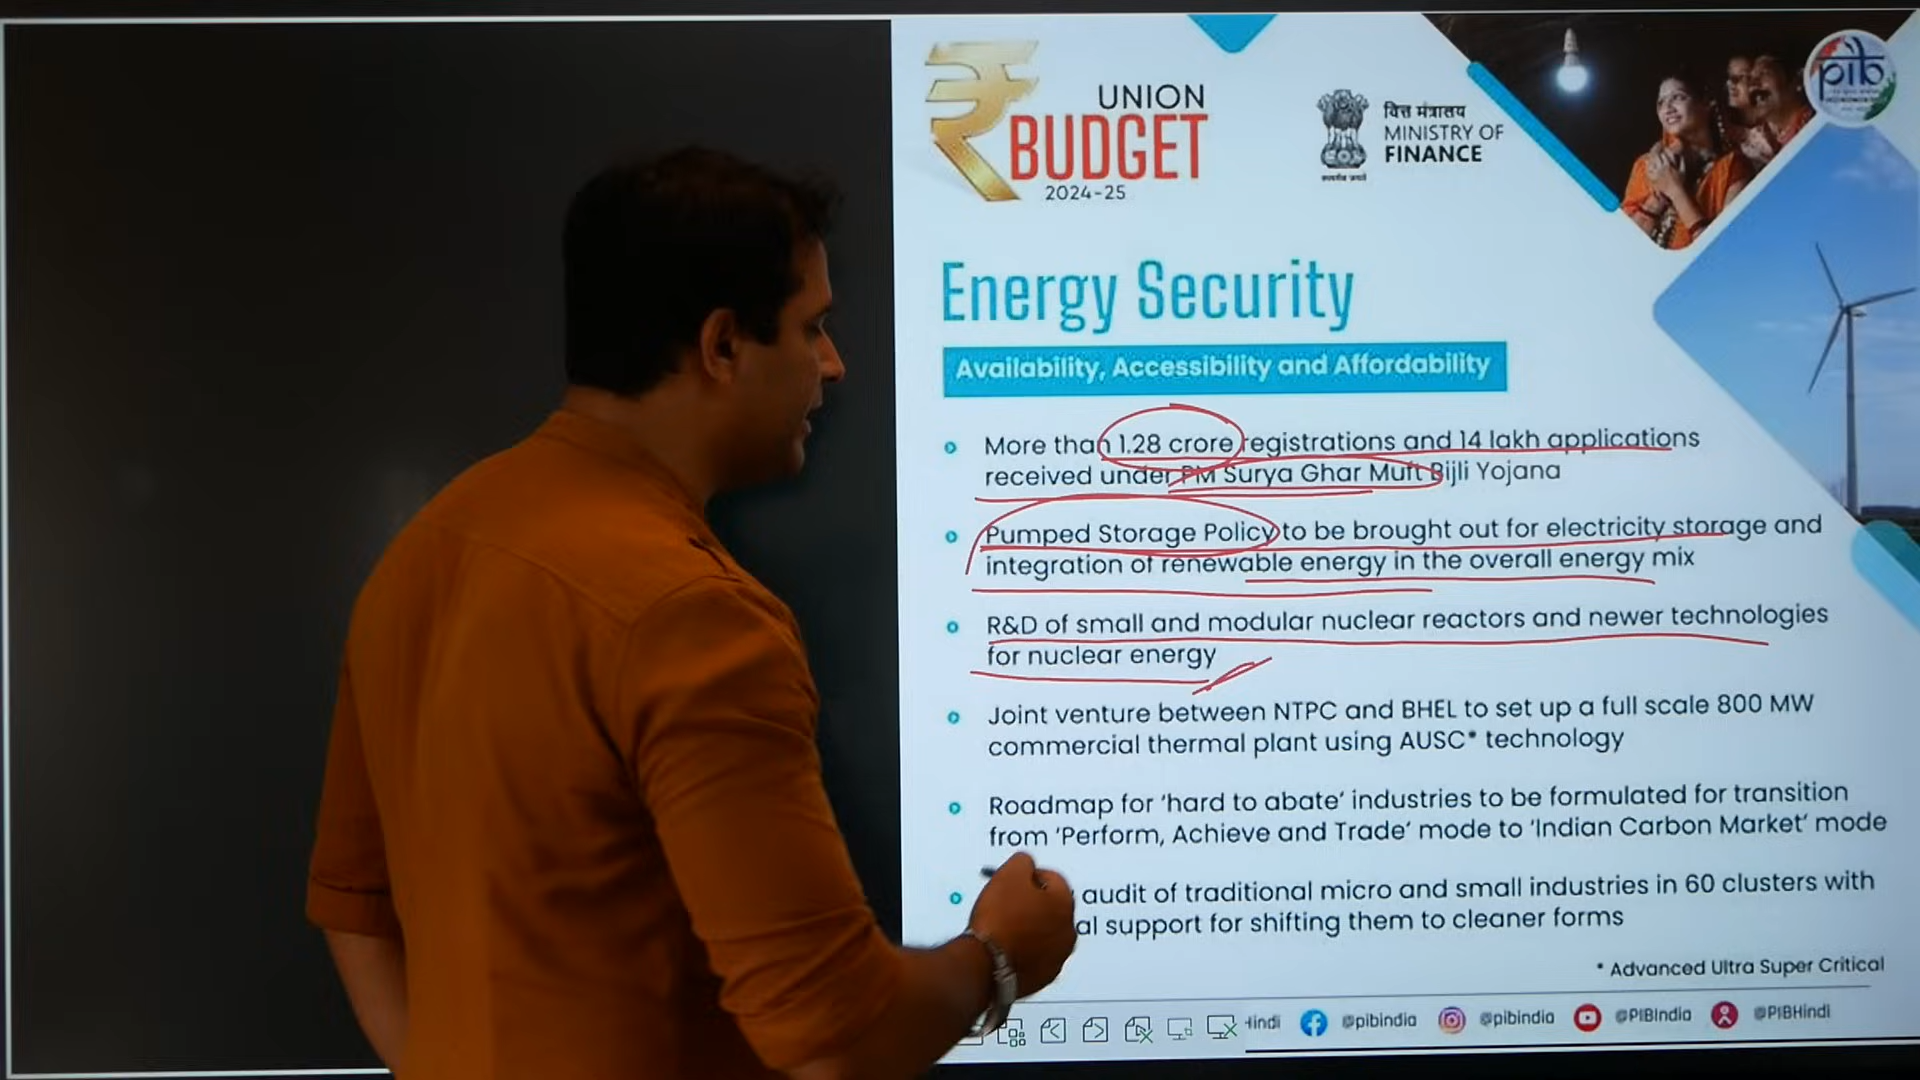 UNION
BUDGET
2024-25
वित्त मंत्रालय
MINISTRY OF
FINANCE
pib
Energy Security
Availability, Accessibility and Affordability
More than 1.28 crore registrations and 14 lakh applications
received under PM Surya Ghar Muft Bijli Yojana
Pumped Storage Policy to be brought out for electricity storage and
integration of renewable energy in the overall energy mix
R&D of small and modular nuclear reactors and newer technologies
for nuclear energy
Joint venture between NTPC and BHEL to set up a full scale 800 MW
commercial thermal plant using AUSC* technology
Roadmap for ‘hard to abate’ industries to be formulated for transition
from ‘Perform, Achieve and Trade’ mode to ‘Indian Carbon Market’ mode
audit of traditional micro and small industries in 60 clusters with
al support for shifting them to cleaner forms
* Advanced Ultra Super Critical
Hindi @pibindia @pibindia @PIBIndia @PIBHindi